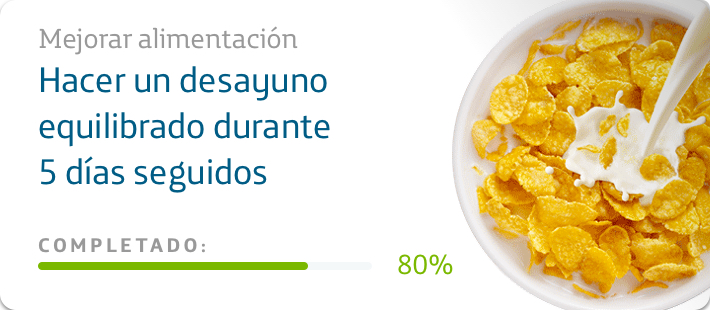 Mejorar alimentación
Hacer un desayuno
equilibrado durante
5 días seguidos
COMPLETADO:
80%